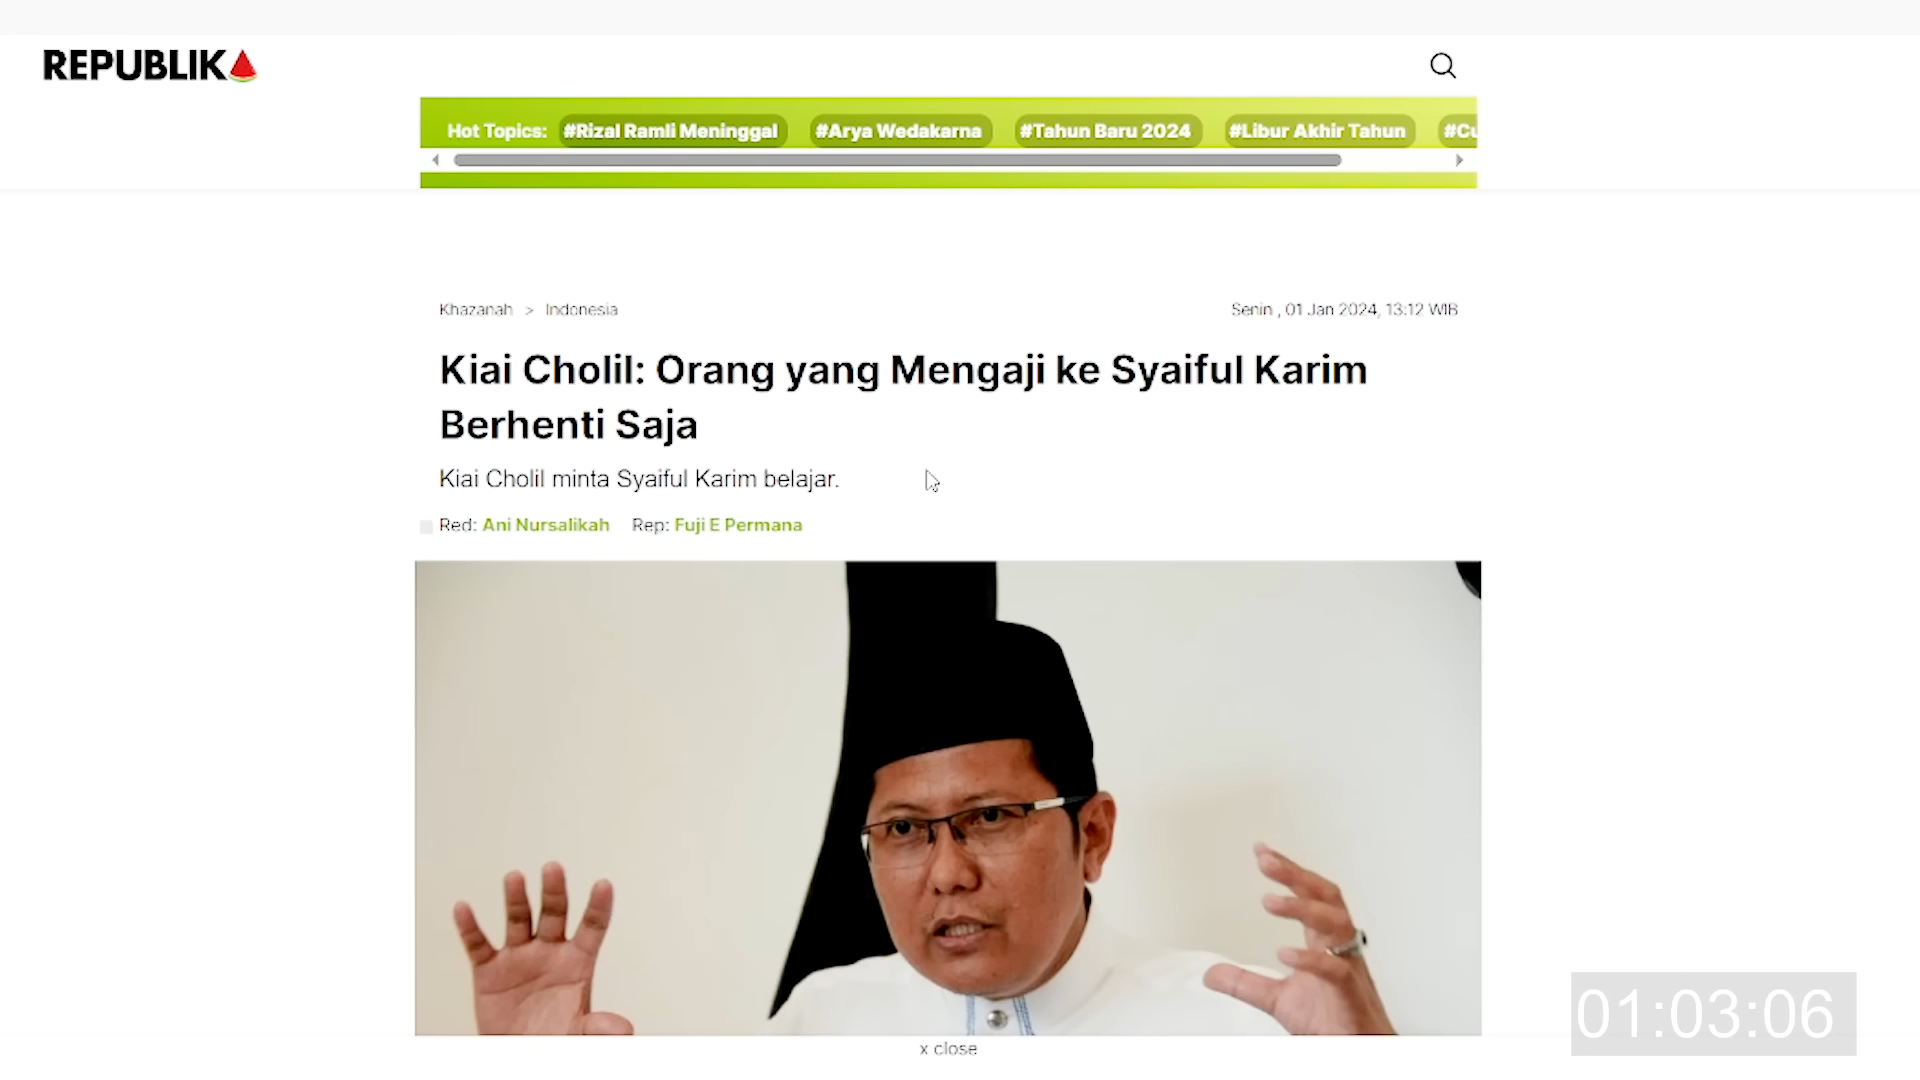 REPUBLIKA
Hot Topics: #Rizal Ramli Meninggal #Arya Wedakarna #Tahun Baru 2024 #Libur Akhir Tahun #Cu
Khazanah > Indonesia Senin , 01 Jan 2024, 13:12 WIB
Kiai Cholil: Orang yang Mengaji ke Syaiful Karim
Berhenti Saja
Kiai Cholil minta Syaiful Karim belajar.
Red: Ani Nursalikah Rep: Fuji E Permana
x close
01:03:06